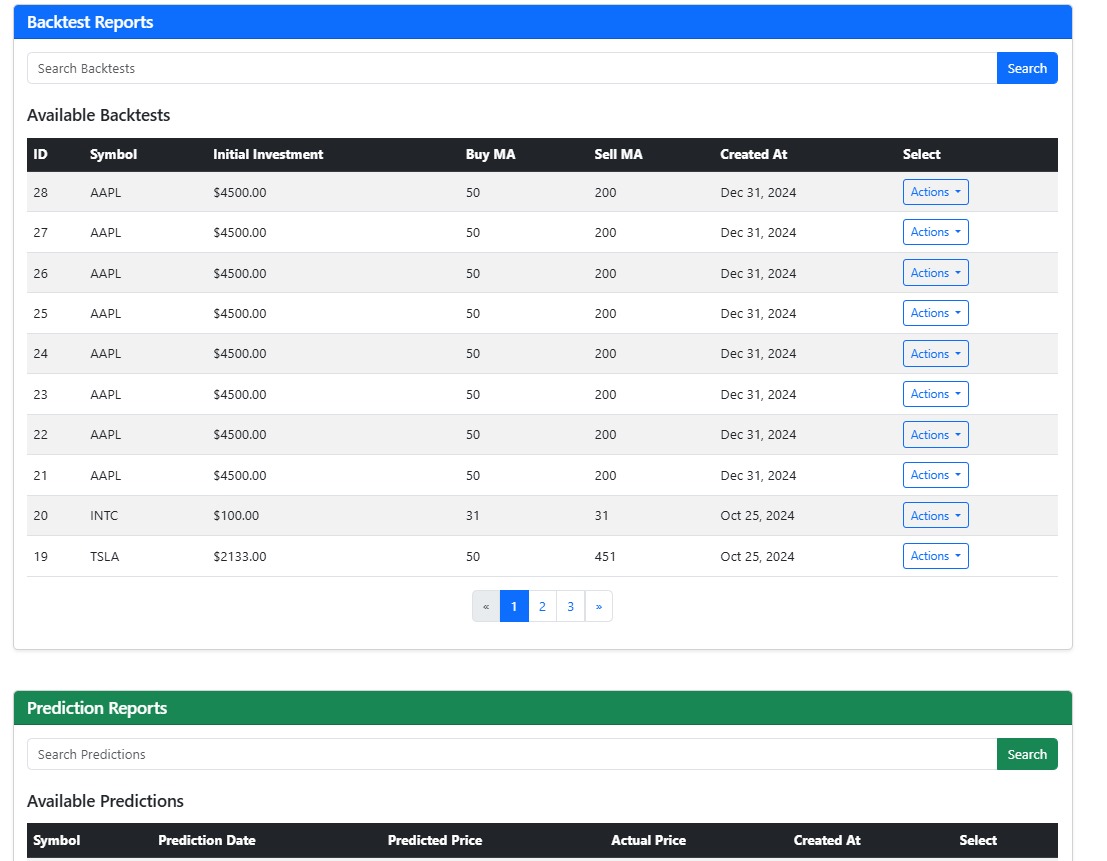 Backtest Reports
Search Backtests Search
Available Backtests
ID Symbol Initial Investment Buy MA Sell MA Created At Select
28 AAPL $4500.00 50 200 Dec 31, 2024 Actions
27 AAPL $4500.00 50 200 Dec 31, 2024 Actions
26 AAPL $4500.00 50 200 Dec 31, 2024 Actions
25 AAPL $4500.00 50 200 Dec 31, 2024 Actions
24 AAPL $4500.00 50 200 Dec 31, 2024 Actions
23 AAPL $4500.00 50 200 Dec 31, 2024 Actions
22 AAPL $4500.00 50 200 Dec 31, 2024 Actions
21 AAPL $4500.00 50 200 Dec 31, 2024 Actions
20 INTC $100.00 31 31 Oct 25, 2024 Actions
19 TSLA $2133.00 50 451 Oct 25, 2024 Actions
« 1 2 3 »
Prediction Reports
Search Predictions Search
Available Predictions
Symbol Prediction Date Predicted Price Actual Price Created At Select